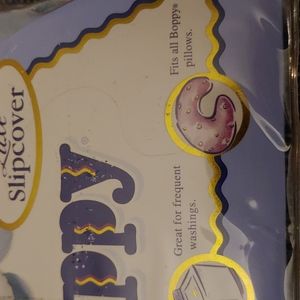 Slipcover
ppy
Fits all Boppy®
pillows.
Great for frequent
washings.